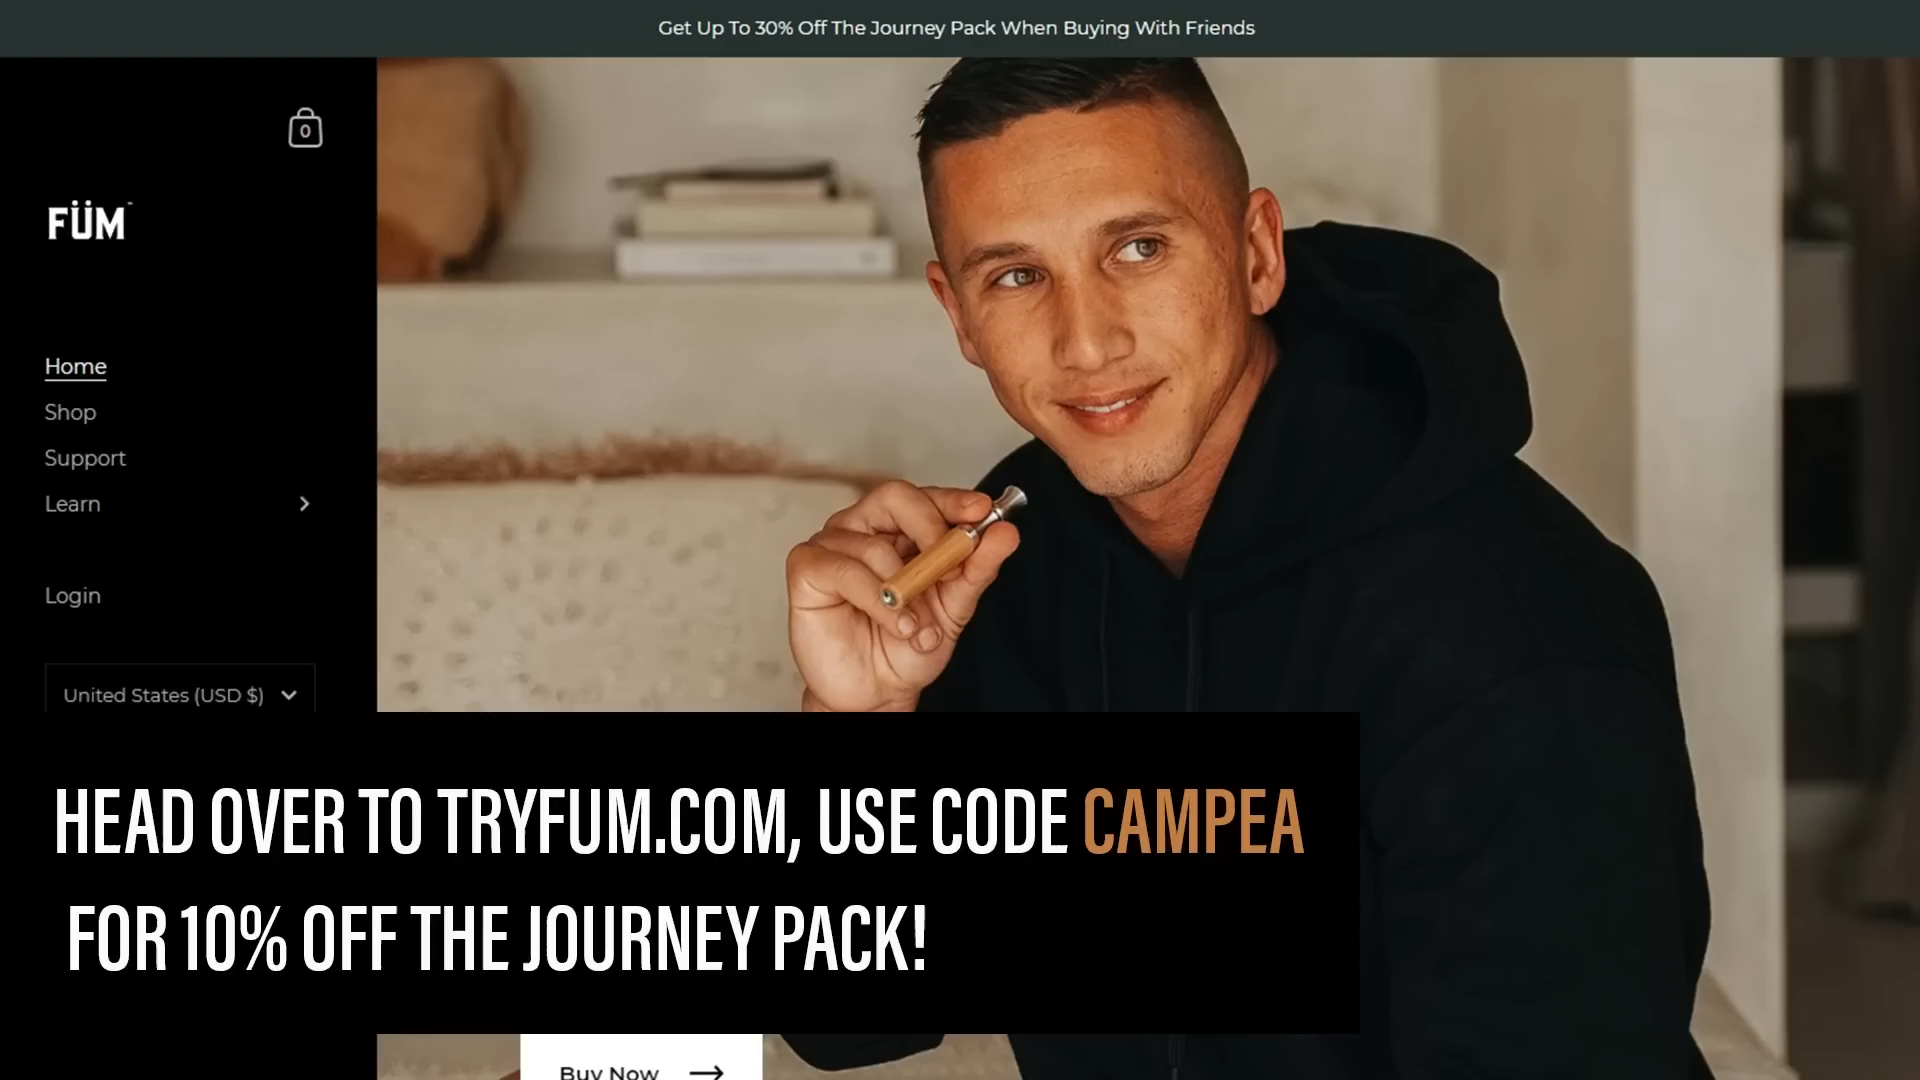 Get Up To 30% Off The Journey Pack When Buying With Friends
0
FÜM
Home
Shop
Support
Learn
Login
United States (USD $)
HEAD OVER TO TRYFUM.COM, USE CODE CAMPEA
FOR 10% OFF THE JOURNEY PACK!
Buy Now